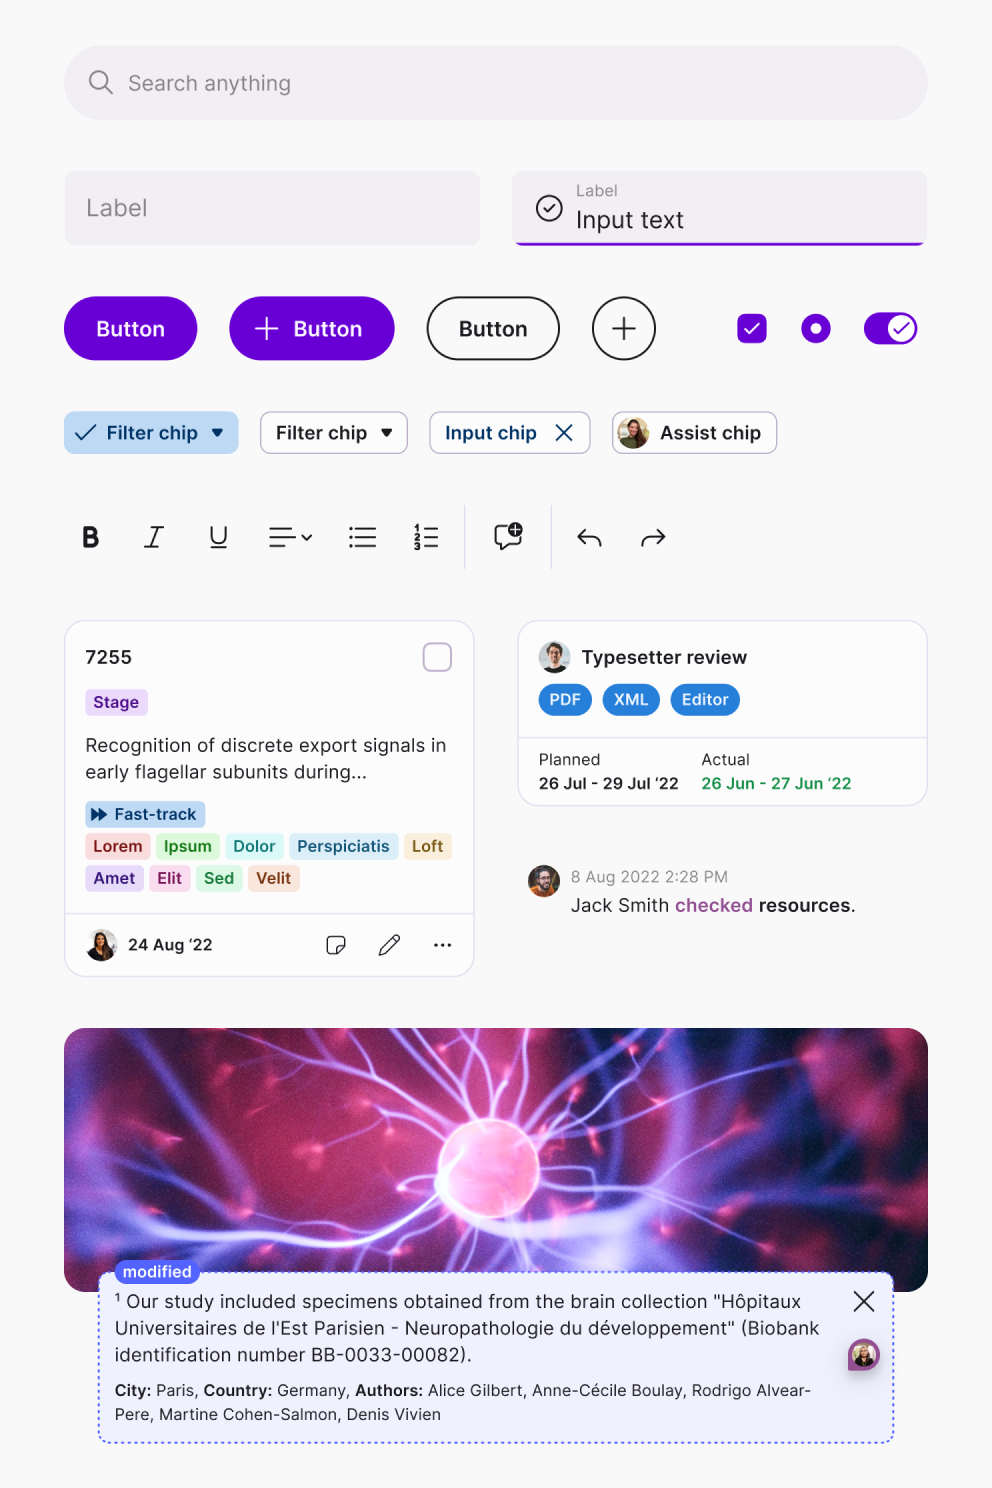 Search anything
Label
Label
Input text
Button
Button
Button
Filter chip
Filter chip
Input chip
Assist chip
B I U
1
2
3
7255
Stage
Recognition of discrete export signals in
early flagellar subunits during...
Fast-track
Lorem Ipsum Dolor Perspiciatis Loft
Amet Elit Sed Velit
24 Aug ‘22
Typesetter review
PDF XML Editor
Planned Actual
26 Jul - 29 Jul ‘22 26 Jun - 27 Jun ‘22
8 Aug 2022 2:28 PM
Jack Smith checked resources.
modified
¹ Our study included specimens obtained from the brain collection "Hôpitaux
Universitaires de l'Est Parisien - Neuropathologie du développement" (Biobank
identification number BB-0033-00082).
City: Paris, Country: Germany, Authors: Alice Gilbert, Anne-Cécile Boulay, Rodrigo Alvear-
Pere, Martine Cohen-Salmon, Denis Vivien